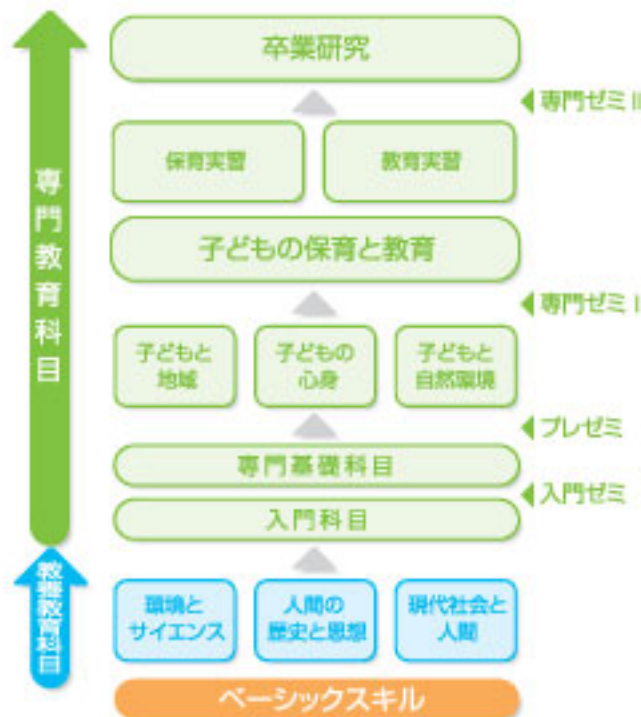 卒業研究
専門ゼミⅡ
保育実習
教育実習
子どもの保育と教育
専門ゼミⅠ
子どもと
地域
子どもの
心身
子どもと
自然環境
プレゼミ
専門基礎科目
入門ゼミ
入門科目
専門教育科目
環境と
サイエンス
人間の
歴史と思想
現代社会と
人間
教養教育科目
ベーシックスキル